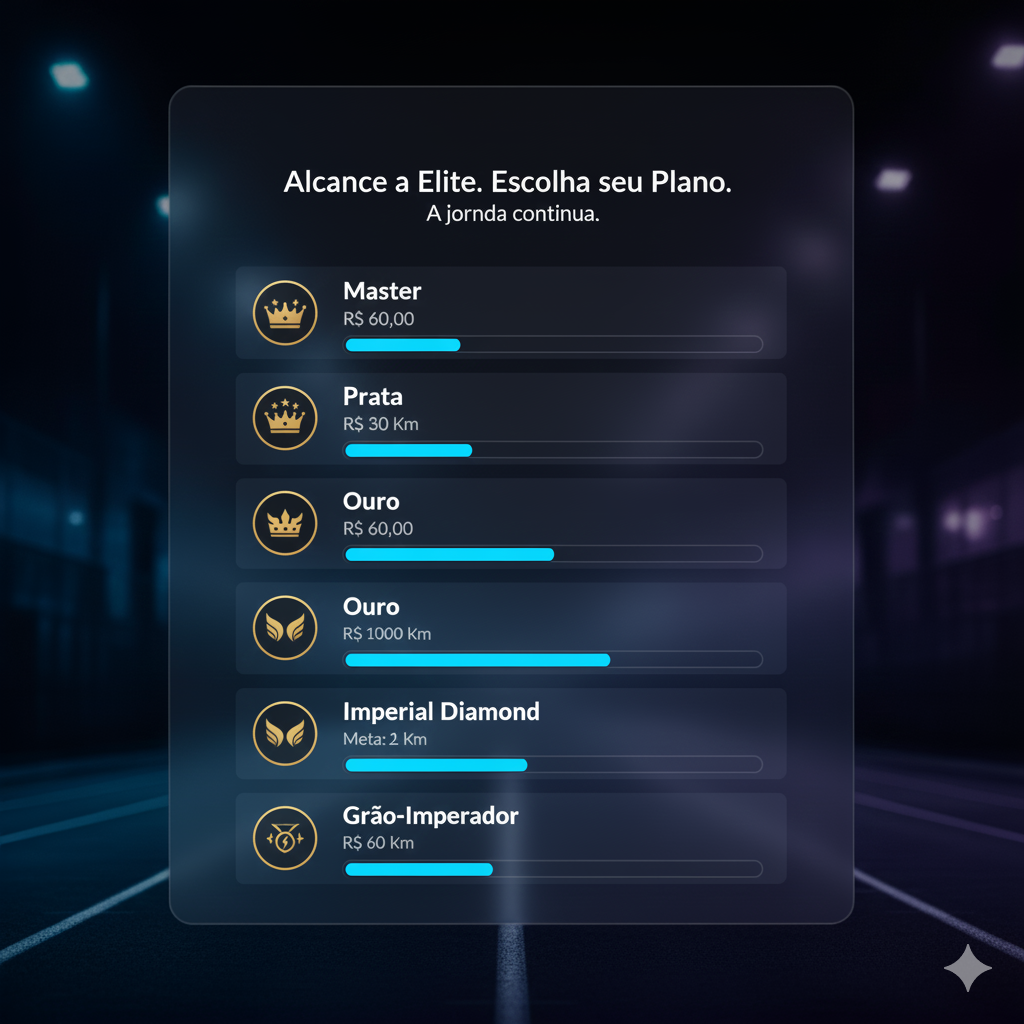 Alcance a Elite. Escolha seu Plano.
A jornda continua.
Master
R$ 60,00
Prata
R$ 30 Km
Ouro
R$ 60,00
Ouro
R$ 1000 Km
Imperial Diamond
Meta: 2 Km
Grão-Imperador
R$ 60 Km